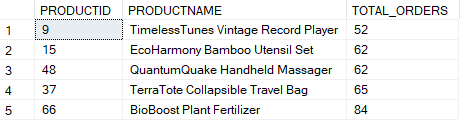 PRODUCTID PRODUCTNAME TOTAL_ORDERS
1 9 TimelessTunes Vintage Record Player 52
2 15 EcoHarmony Bamboo Utensil Set 62
3 48 QuantumQuake Handheld Massager 62
4 37 TerraTote Collapsible Travel Bag 65
5 66 BioBoost Plant Fertilizer 84